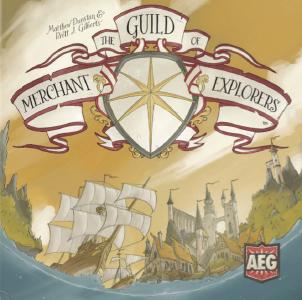 Matthew Dunstan &
Brett J. Gilbert's
THE GUILD OF
MERCHANT EXPLORERS
AEG